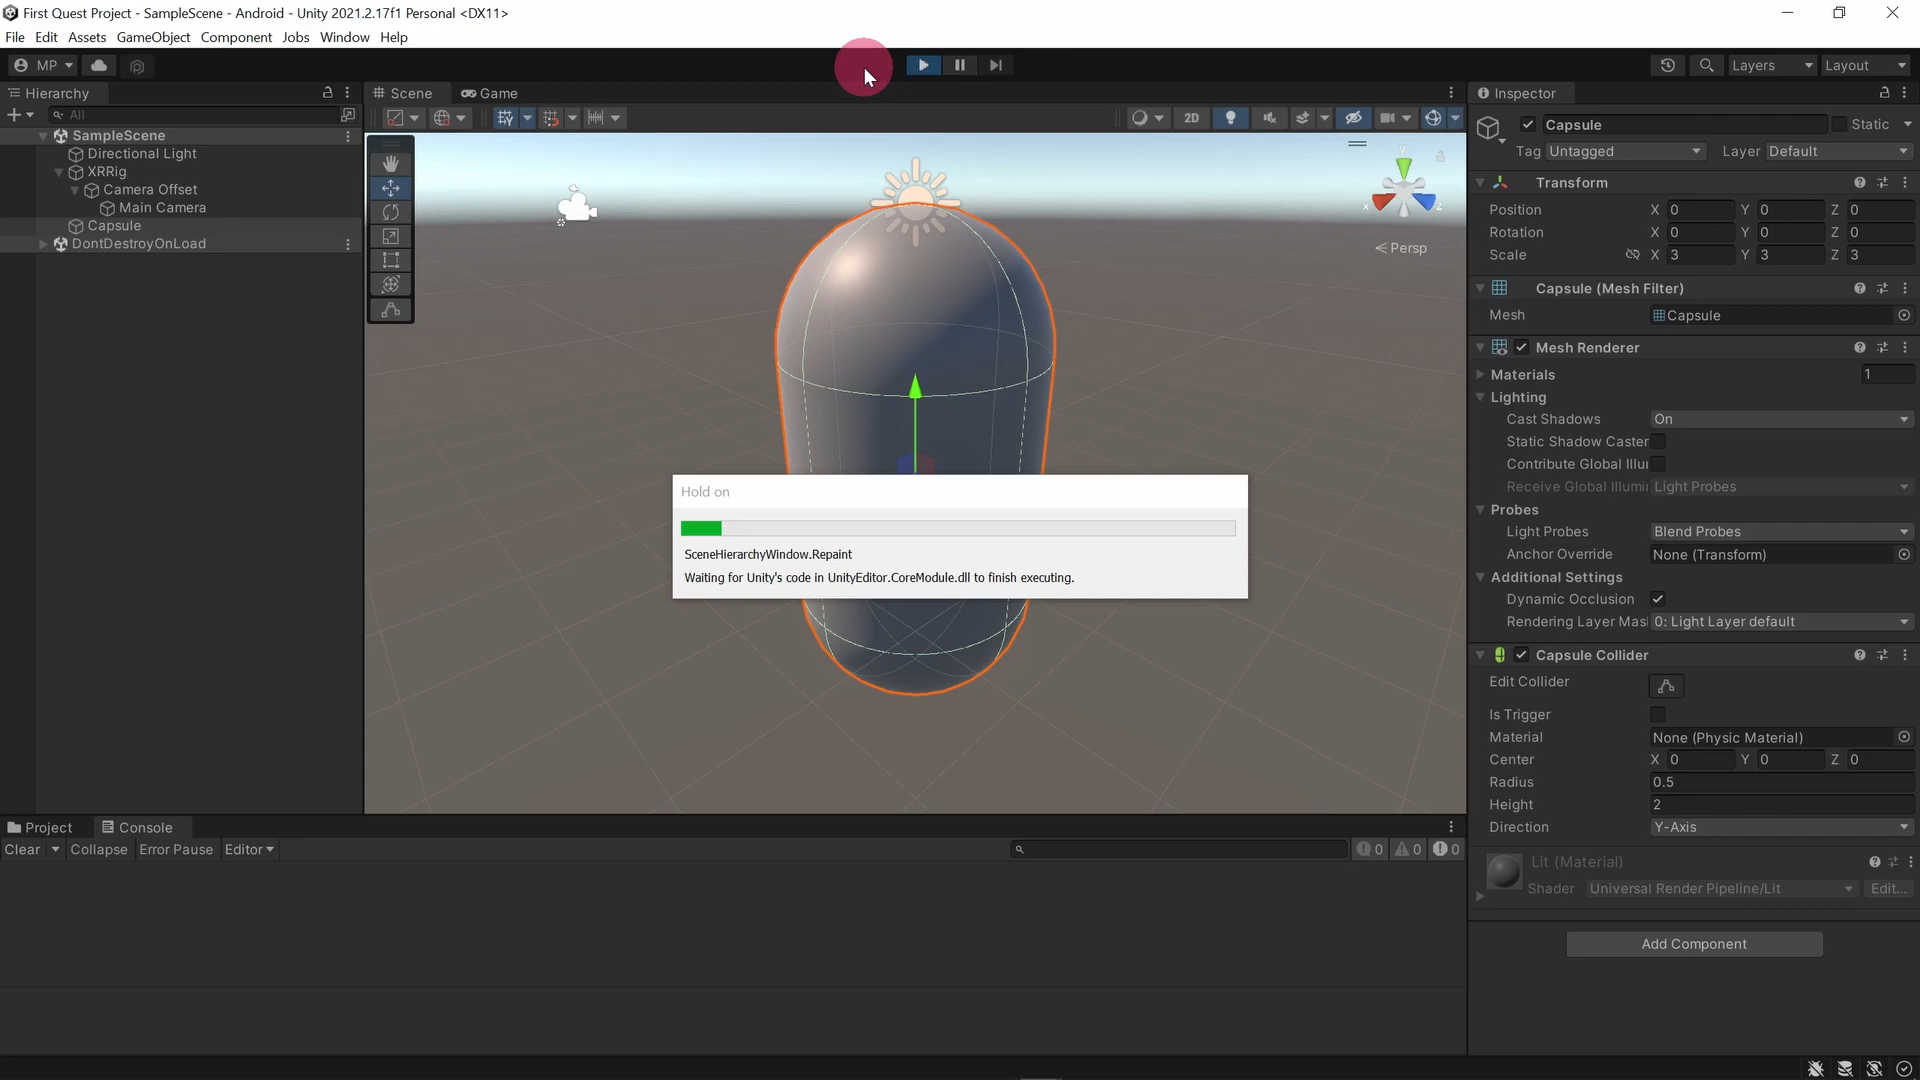 First Quest Project - SampleScene - Android - Unity 2021.2.17f1 Personal <DX11>
File Edit Assets GameObject Component Jobs Window Help
MP
Layers
Layout
Hierarchy
All
SampleScene
Directional Light
XRRig
Camera Offset
Main Camera
Capsule
DontDestroyOnLoad
Scene
Game
2D
y
x
z
Persp
Hold on
SceneHierarchyWindow.Repaint
Waiting for Unity's code in UnityEditor.CoreModule.dll to finish executing.
Project
Console
Clear Collapse Error Pause Editor
0 0 0
Inspector
Capsule
Static
Tag Untagged Layer Default
Transform
Position X 0 Y 0 Z 0
Rotation X 0 Y 0 Z 0
Scale X 3 Y 3 Z 3
Capsule (Mesh Filter)
Mesh Capsule
Mesh Renderer
Materials 1
Lighting
Cast Shadows On
Static Shadow Caster
Contribute Global Illu
Receive Global Illumi Light Probes
Probes
Light Probes Blend Probes
Anchor Override None (Transform)
Additional Settings
Dynamic Occlusion
Rendering Layer Mas 0: Light Layer default
Capsule Collider
Edit Collider
Is Trigger
Material None (Physic Material)
Center X 0 Y 0 Z 0
Radius 0.5
Height 2
Direction Y-Axis
Lit (Material)
Shader Universal Render Pipeline/Lit Edit...
Add Component